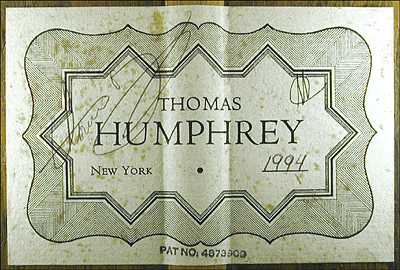 THOMAS
HUMPHREY
NEW YORK • 1994
PAT NO. 4873909